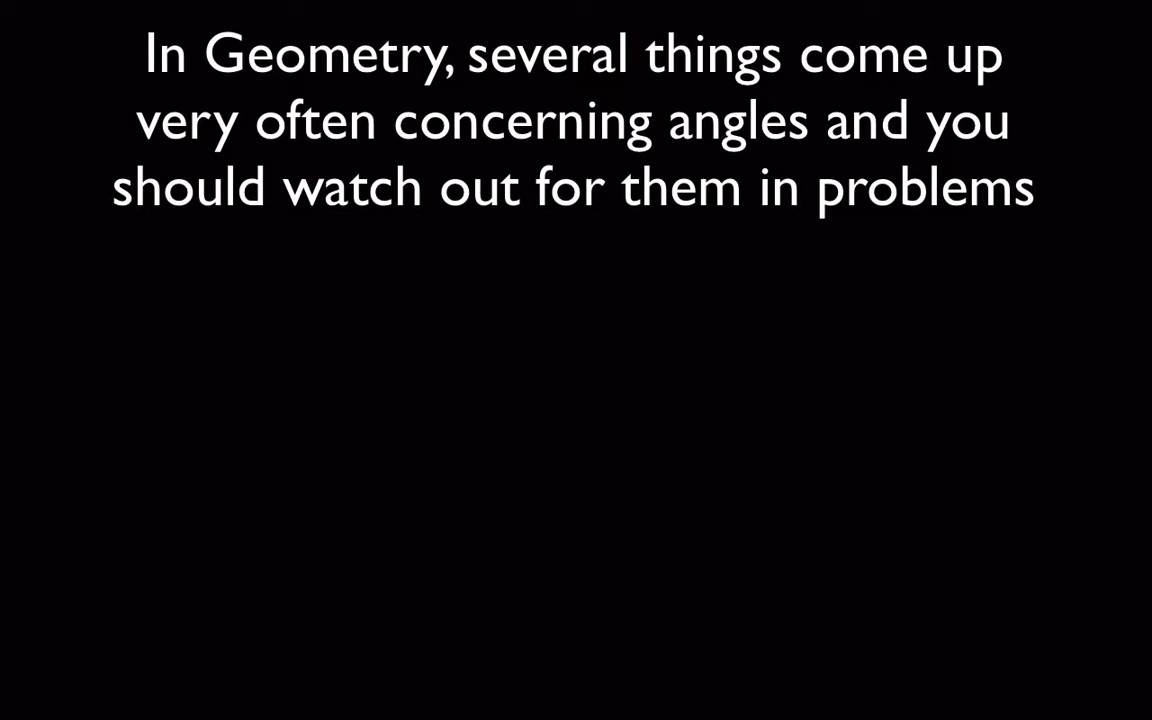 In Geometry, several things come up
very often concerning angles and you
should watch out for them in problems